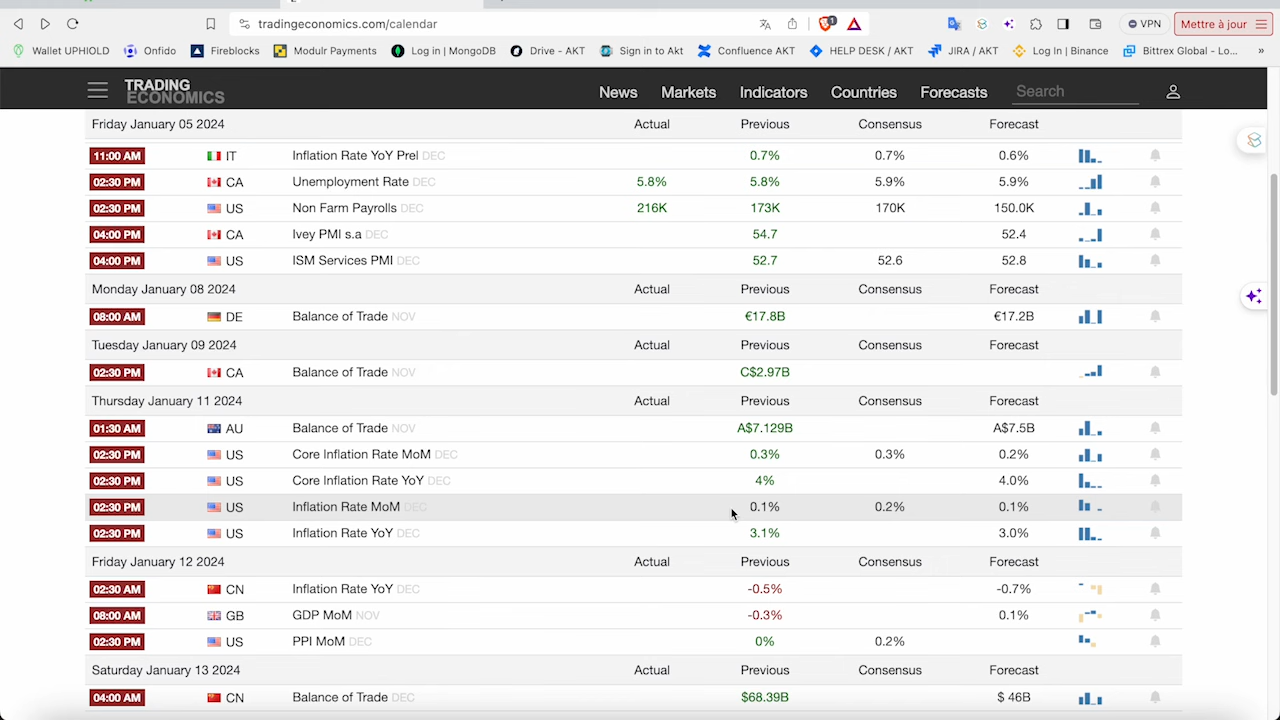 tradingeconomics.com/calendar 1 VPN Mettre à jour
Wallet UPHIOLD Onfido Fireblocks Modulr Payments Log in | MongoDB Drive - AKT Sign in to Akt Confluence AKT HELP DESK / AKT JIRA / AKT Log In | Binance Bittrex Global - Lo... »
TRADING ECONOMICS News Markets Indicators Countries Forecasts Search
Friday January 05 2024 Actual Previous Consensus Forecast
11:00 AM IT Inflation Rate YoY Prel DEC 0.7% 0.7% 0.6%
02:30 PM CA Unemployment Rate DEC 5.8% 5.8% 5.9% 5.9%
02:30 PM US Non Farm Payrolls DEC 216K 173K 170K 150.0K
04:00 PM CA Ivey PMI s.a DEC 54.7 52.4
04:00 PM US ISM Services PMI DEC 52.7 52.6 52.8
Monday January 08 2024 Actual Previous Consensus Forecast
08:00 AM DE Balance of Trade NOV €17.8B €17.2B
Tuesday January 09 2024 Actual Previous Consensus Forecast
02:30 PM CA Balance of Trade NOV C$2.97B
Thursday January 11 2024 Actual Previous Consensus Forecast
01:30 AM AU Balance of Trade NOV A$7.129B A$7.5B
02:30 PM US Core Inflation Rate MoM DEC 0.3% 0.3% 0.2%
02:30 PM US Core Inflation Rate YoY DEC 4% 4.0%
02:30 PM US Inflation Rate MoM DEC 0.1% 0.2% 0.1%
02:30 PM US Inflation Rate YoY DEC 3.1% 3.0%
Friday January 12 2024 Actual Previous Consensus Forecast
02:30 AM CN Inflation Rate YoY DEC -0.5% -0.7%
08:00 AM GB GDP MoM NOV -0.3% 0.1%
02:30 PM US PPI MoM DEC 0% 0.2%
Saturday January 13 2024 Actual Previous Consensus Forecast
04:00 AM CN Balance of Trade DEC $68.39B $ 46B